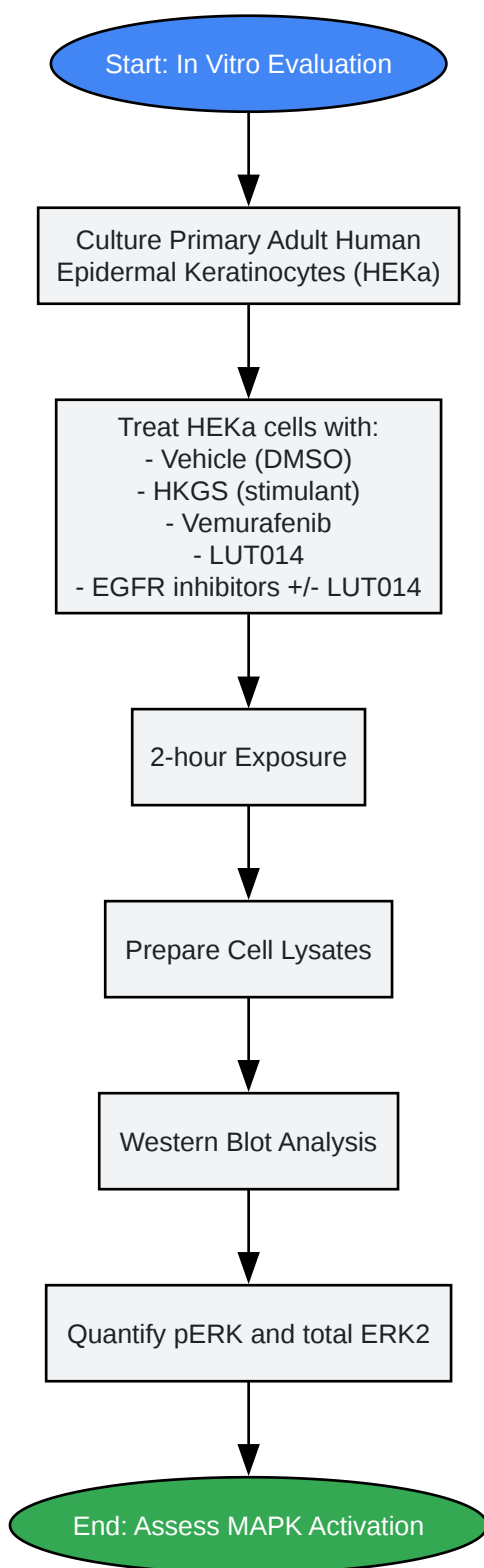 Start: In Vitro Evaluation
Culture Primary Adult Human
Epidermal Keratinocytes (HEKa)
Treat HEKa cells with:
- Vehicle (DMSO)
- HKGS (stimulant)
- Vemurafenib
- LUT014
- EGFR inhibitors +/- LUT014
2-hour Exposure
Prepare Cell Lysates
Western Blot Analysis
Quantify pERK and total ERK2
End: Assess MAPK Activation